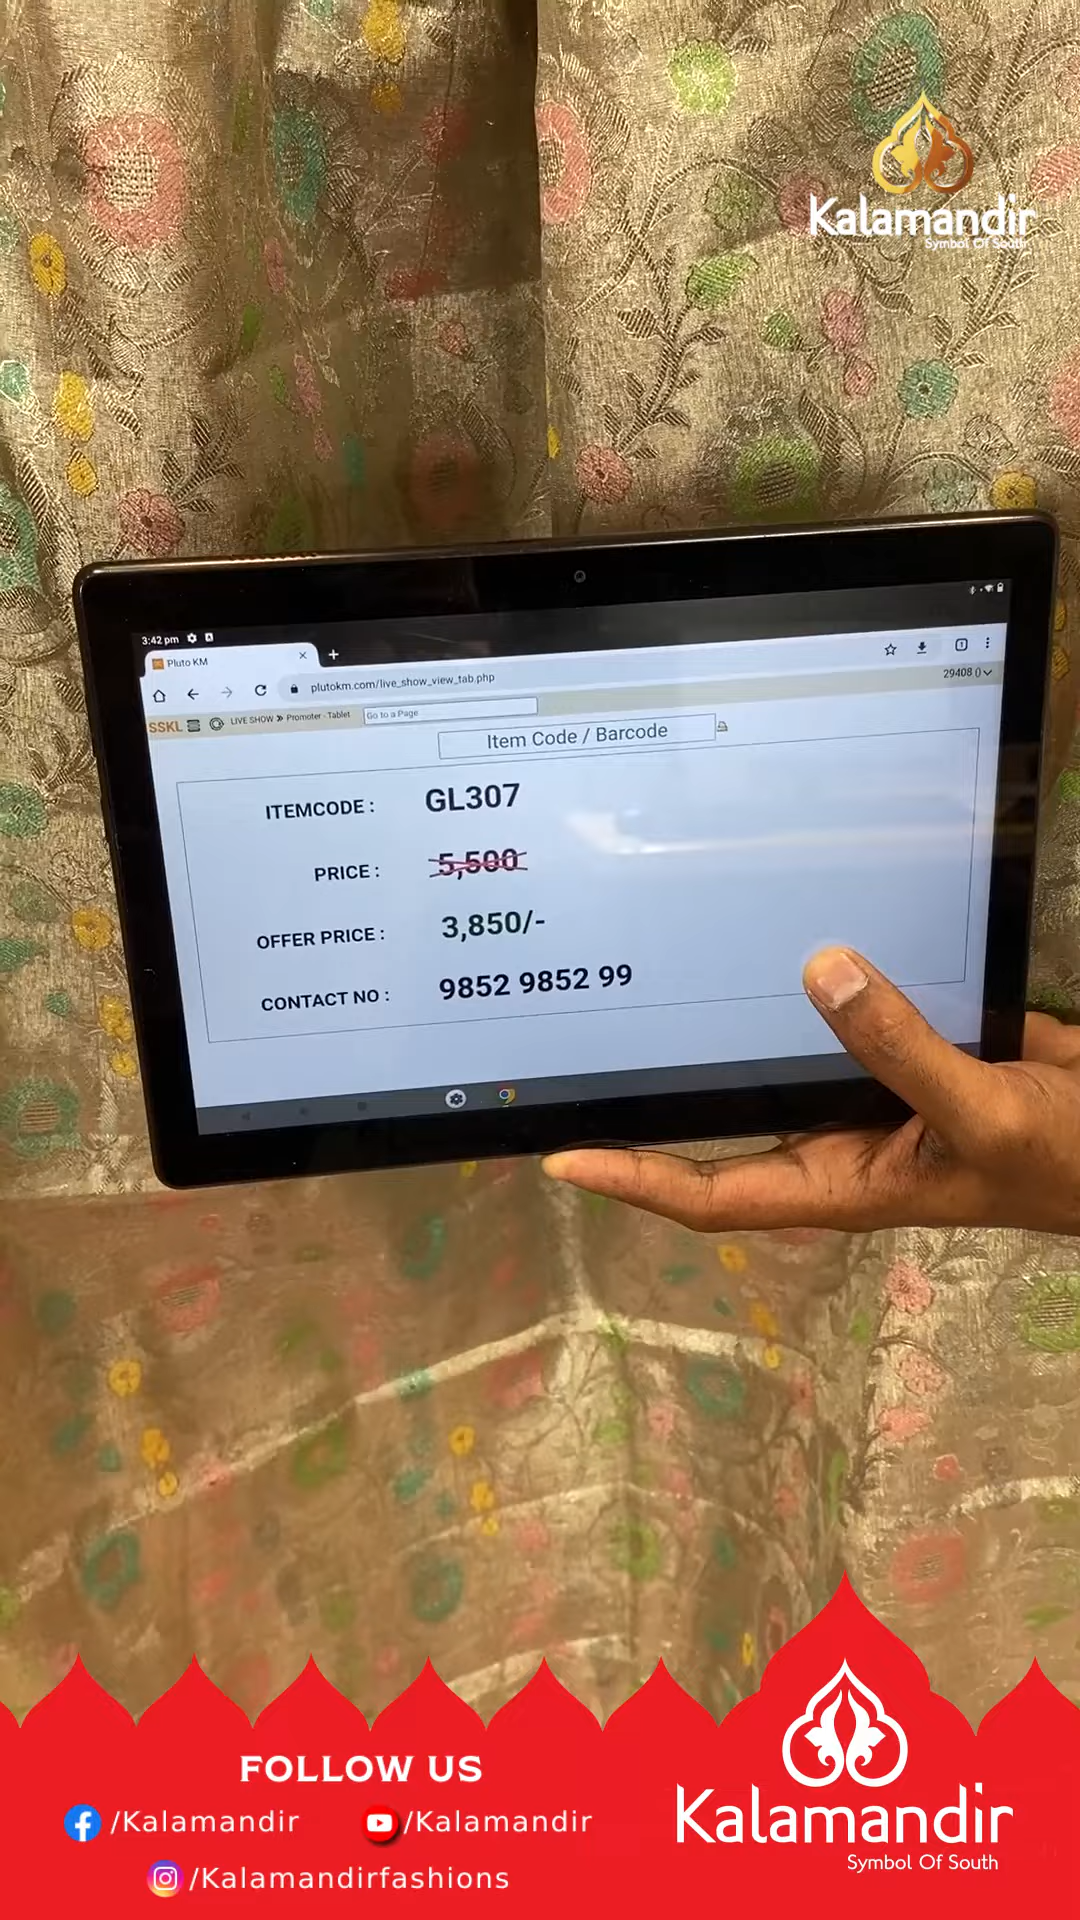 Kalamandir
Symbol Of South
3:42 pm
Pluto KM
plutokm.com/live_show_view_tab.php
29408 ()
SSKL
LIVE SHOW » Promoter - Tablet
Go to a Page
Item Code / Barcode
ITEMCODE : GL307
PRICE : 5,500
OFFER PRICE : 3,850/-
CONTACT NO : 9852 9852 99
FOLLOW US
/Kalamandir
/Kalamandir
/Kalamandirfashions
Kalamandir
Symbol Of South